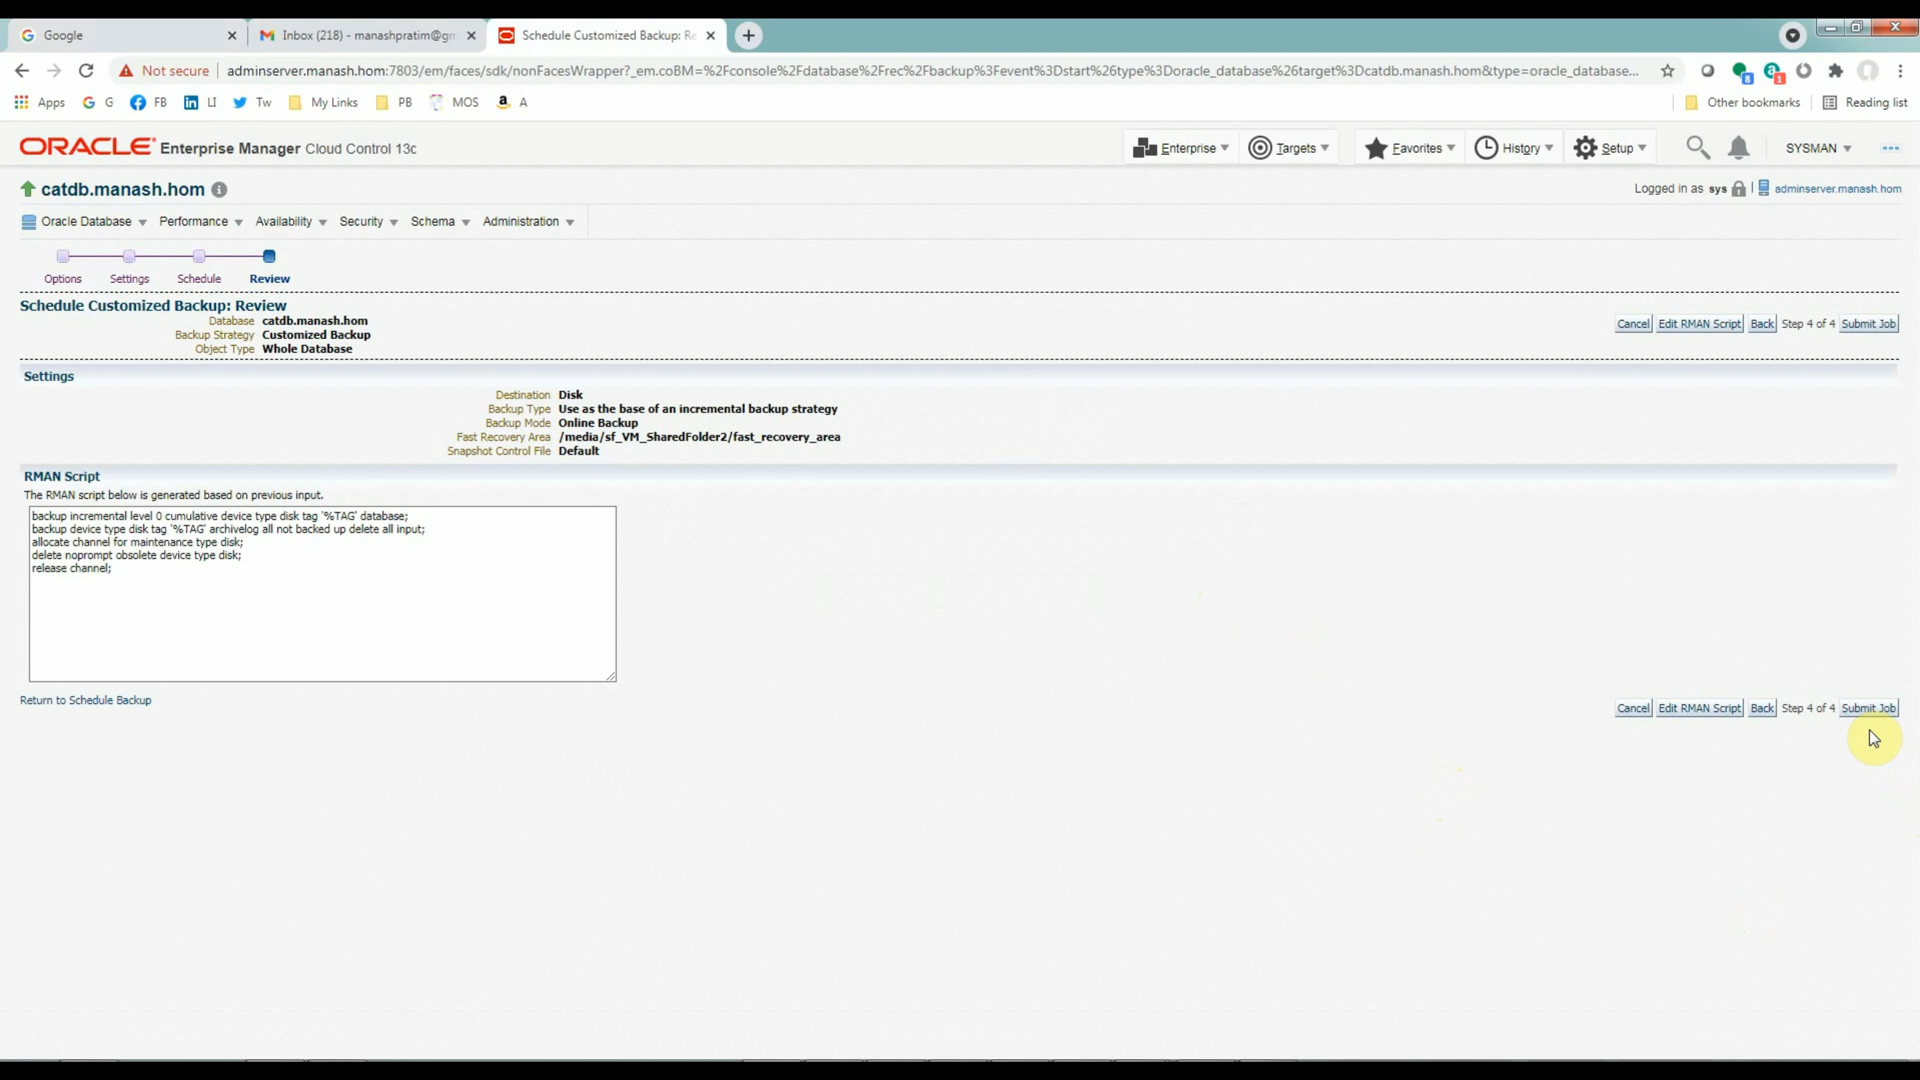 Google
Inbox (218) - manashpratim@gm
Schedule Customized Backup: Re
Not secure adminserver.manash.hom:7803/em/faces/sdk/nonFacesWrapper?_em.coBM=%2Fconsole%2Fdatabase%2Frec%2Fbackup%3Fevent%3Dstart%26type%3Doracle_database%26target%3Dcatdb.manash.hom&type=oracle_database...
8
1
Apps G FB LI Tw My Links PB MOS A Other bookmarks Reading list
ORACLE Enterprise Manager Cloud Control 13c Enterprise Targets Favorites History Setup SYSMAN
catdb.manash.hom Logged in as sys adminserver.manash.hom
Oracle Database Performance Availability Security Schema Administration
Options Settings Schedule Review
Schedule Customized Backup: Review
Database catdb.manash.hom
Backup Strategy Customized Backup
Object Type Whole Database
Cancel Edit RMAN Script Back Step 4 of 4 Submit Job
Settings
Destination Disk
Backup Type Use as the base of an incremental backup strategy
Backup Mode Online Backup
Fast Recovery Area /media/sf_VM_SharedFolder2/fast_recovery_area
Snapshot Control File Default
RMAN Script
The RMAN script below is generated based on previous input.
backup incremental level 0 cumulative device type disk tag '%TAG' database;
backup device type disk tag '%TAG' archivelog all not backed up delete all input;
allocate channel for maintenance type disk;
delete noprompt obsolete device type disk;
release channel;
Return to Schedule Backup
Cancel Edit RMAN Script Back Step 4 of 4 Submit Job